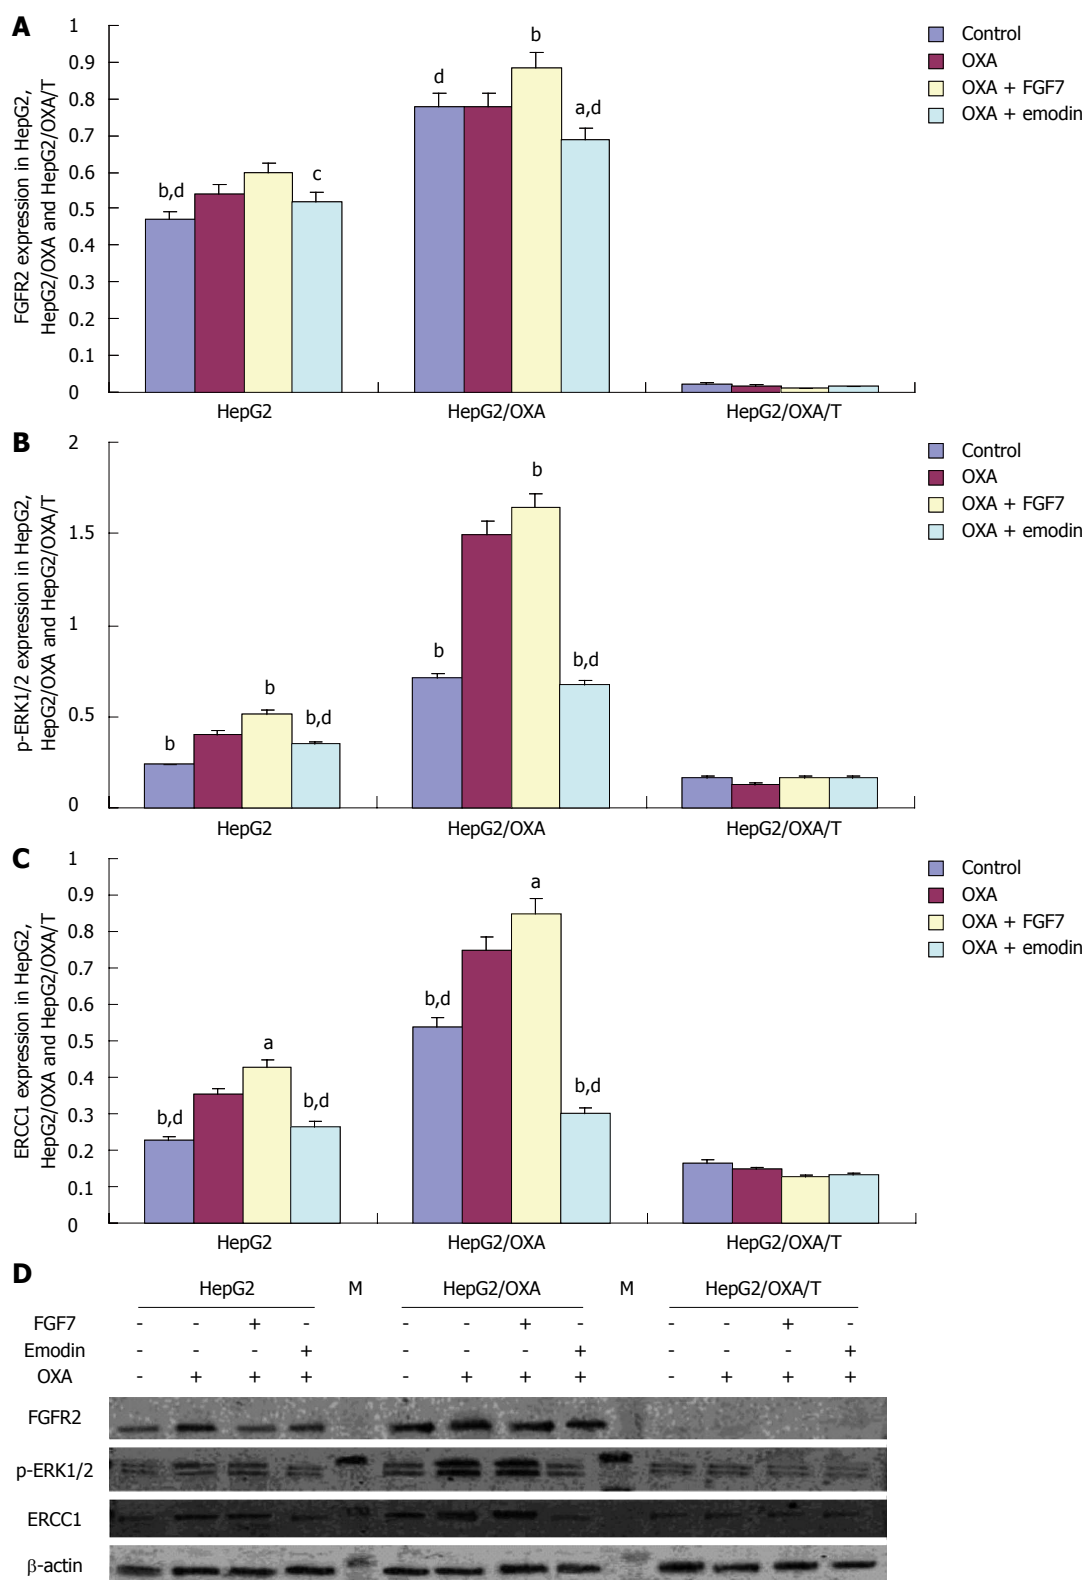 A
FGFR2 expression in HepG2,
HepG2/OXA and HepG2/OXA/T
1
0.9
0.8
0.7
0.6
0.5
0.4
0.3
0.2
0.1
0
b,d
c
d
b
a,d
HepG2
HepG2/OXA
HepG2/OXA/T
Control
OXA
OXA + FGF7
OXA + emodin
B
p-ERK1/2 expression in HepG2,
HepG2/OXA and HepG2/OXA/T
2
1.5
1
0.5
0
b
b
b,d
b
b
b,d
HepG2
HepG2/OXA
HepG2/OXA/T
Control
OXA
OXA + FGF7
OXA + emodin
C
ERCC1 expression in HepG2,
HepG2/OXA and HepG2/OXA/T
1
0.9
0.8
0.7
0.6
0.5
0.4
0.3
0.2
0.1
0
b,d
a
b,d
b,d
a
b,d
HepG2
HepG2/OXA
HepG2/OXA/T
Control
OXA
OXA + FGF7
OXA + emodin
D
HepG2 M HepG2/OXA M HepG2/OXA/T
FGF7 - - + - - - + - - - + -
Emodin - - - + - - - + - - - +
OXA - + + + - + + + - + + +
FGFR2
p-ERK1/2
ERCC1
β-actin